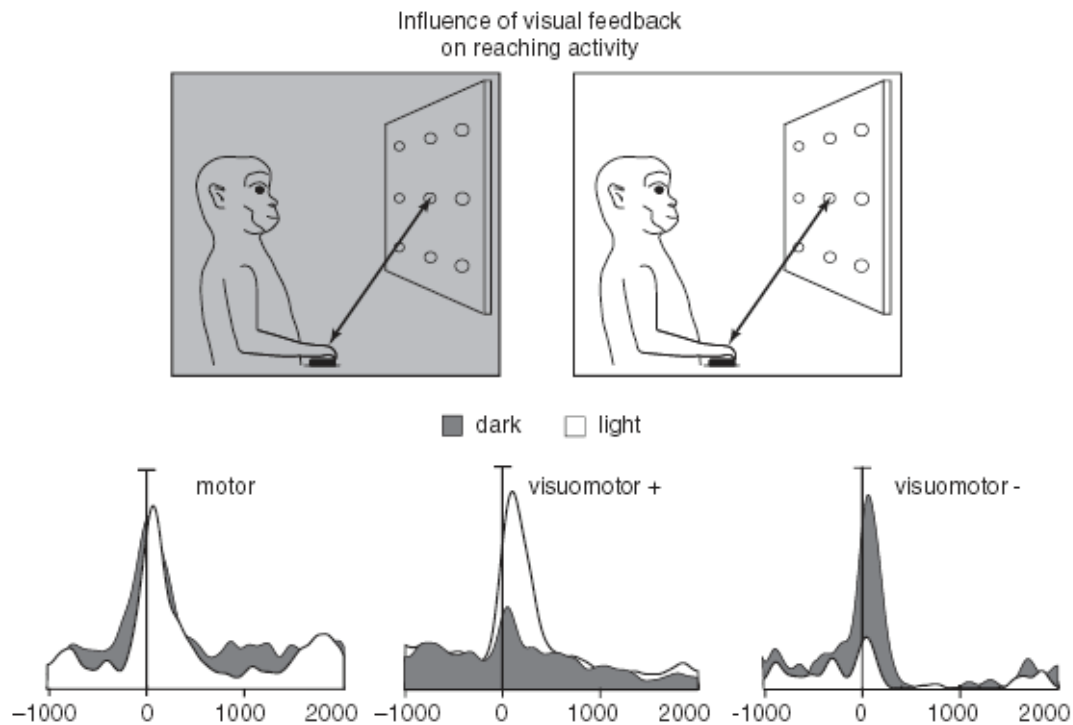 Influence of visual feedback
on reaching activity
dark light
motor visuomotor + visuomotor -
−1000 0 1000 2000 −1000 0 1000 2000 -1000 0 1000 2000